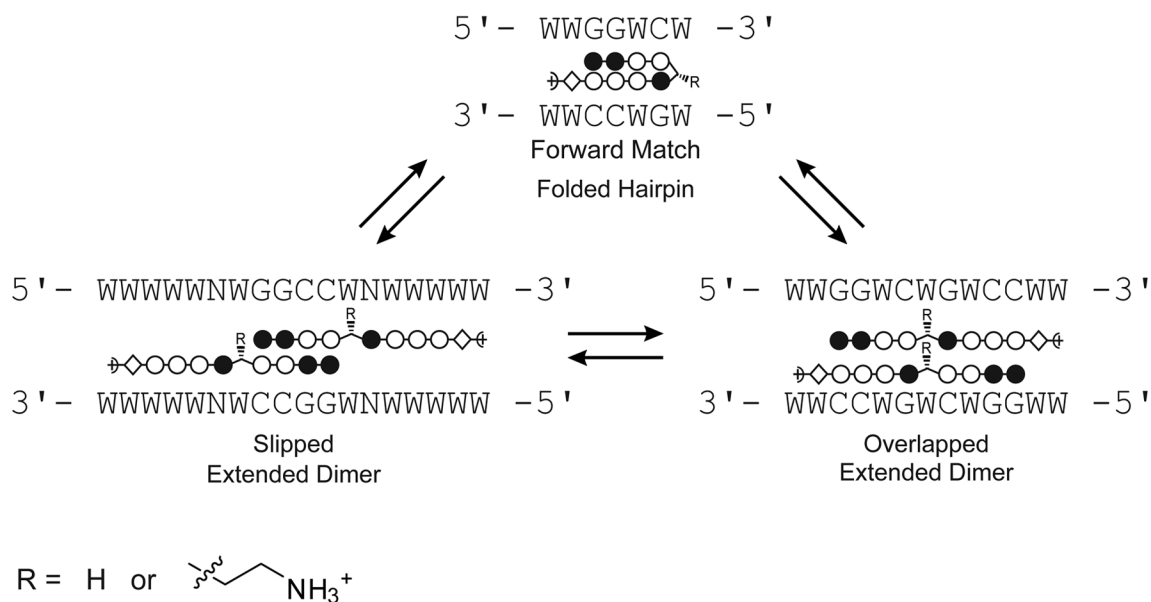 5'- WWGGWCW -3'
R
3'- WWCCWGW -5'
Forward Match
Folded Hairpin
5'- WWWWWNWGGCCWNWWWWW -3'
R
R
3'- WWWWWNWCCGGWNWWWWW -5'
Slipped
Extended Dimer
5'- WWGGWCWGWCCWW -3'
R
R
3'- WWCCWGWCWGGWW -5'
Overlapped
Extended Dimer
R = H or NH3+